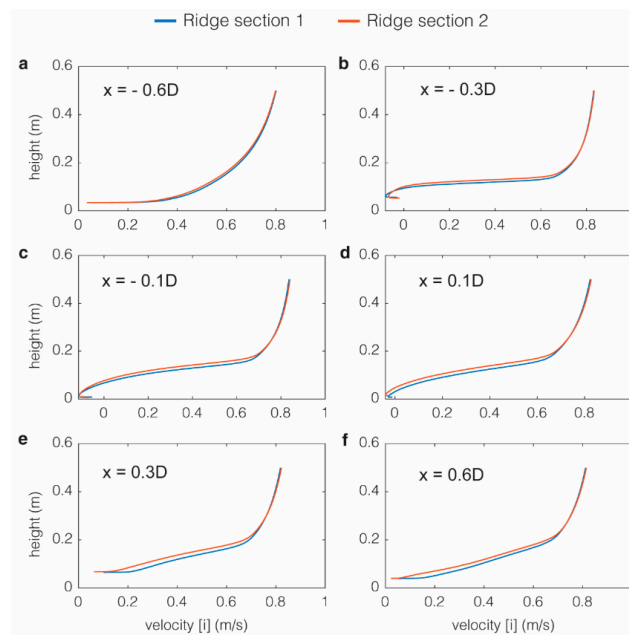 Ridge section 1 Ridge section 2
a b
x = - 0.6D x = - 0.3D
height (m)
0.6 0.4 0.2 0
0 0.2 0.4 0.6 0.8 1
0.6 0.4 0.2 0
0 0.2 0.4 0.6 0.8
c d
x = - 0.1D x = 0.1D
height (m)
0.6 0.4 0.2 0
0 0.2 0.4 0.6 0.8
0.6 0.4 0.2 0
0 0.2 0.4 0.6 0.8
e f
x = 0.3D x = 0.6D
height (m)
0.6 0.4 0.2 0
0 0.2 0.4 0.6 0.8 1
0.6 0.4 0.2 0
0 0.2 0.4 0.6 0.8 1
velocity [i] (m/s) velocity [i] (m/s)